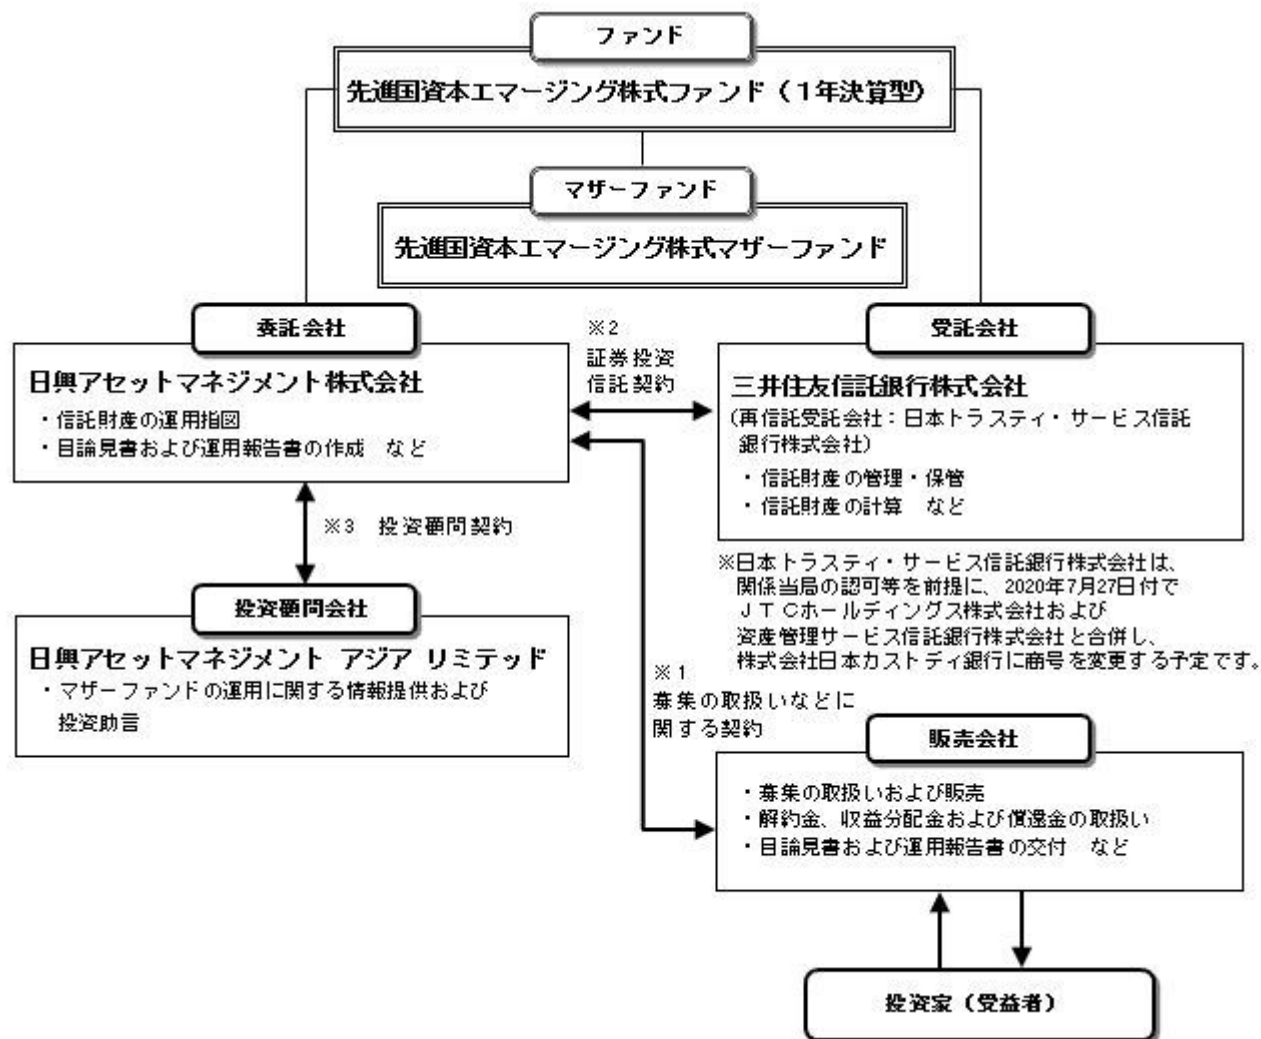 ファンド
先進国資本エマージング株式ファンド（１年決算型）
マザーファンド
先進国資本エマージング株式マザーファンド
委託会社
日興アセットマネジメント株式会社
・信託財産の運用指図
・目論見書および運用報告書の作成　など
※2
証券投資
信託契約
受託会社
三井住友信託銀行株式会社
（再信託受託会社：日本トラスティ・サービス信託
銀行株式会社）
・信託財産の管理・保管
・信託財産の計算　など
※日本トラスティ・サービス信託銀行株式会社は、
関係当局の認可等を前提に、2020年7月27日付で
ＪＴＣホールディングス株式会社および
資産管理サービス信託銀行株式会社と合併し、
株式会社日本カストディ銀行に商号を変更する予定です。
※3　投資顧問契約
投資顧問会社
日興アセットマネジメント アジア リミテッド
・マザーファンドの運用に関する情報提供および
投資助言
※1
募集の取扱いなどに
関する契約
販売会社
・募集の取扱いおよび販売
・解約金、収益分配金および償還金の取扱い
・目論見書および運用報告書の交付　など
投資家（受益者）